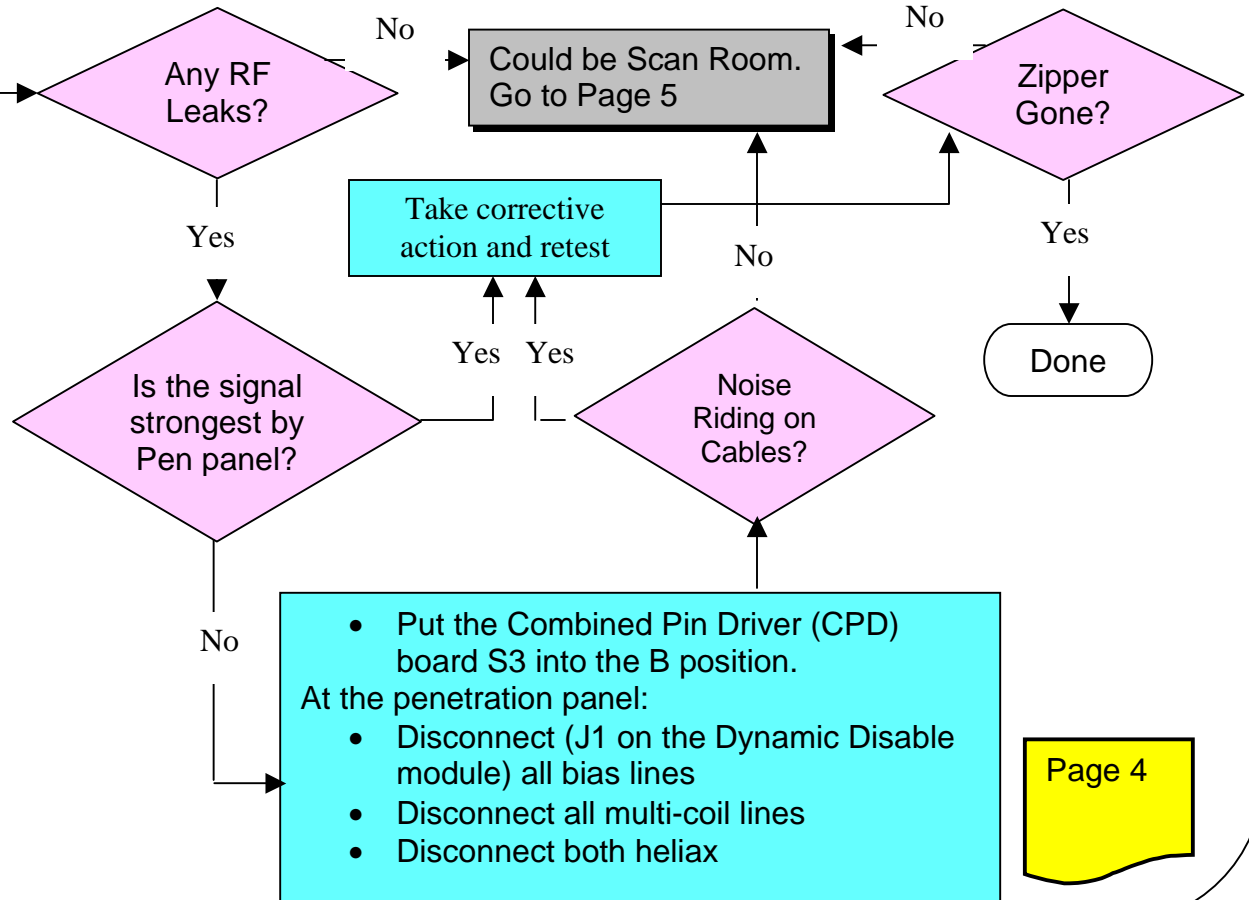 Any RF
Leaks?
No
Could be Scan Room.
Go to Page 5
No
Zipper
Gone?
Yes
Take corrective
action and retest
No
Yes
Done
Is the signal
strongest by
Pen panel?
Yes
Yes
Noise
Riding on
Cables?
No
• Put the Combined Pin Driver (CPD)
board S3 into the B position.
At the penetration panel:
• Disconnect (J1 on the Dynamic Disable
module) all bias lines
• Disconnect all multi-coil lines
• Disconnect both heliax
Page 4